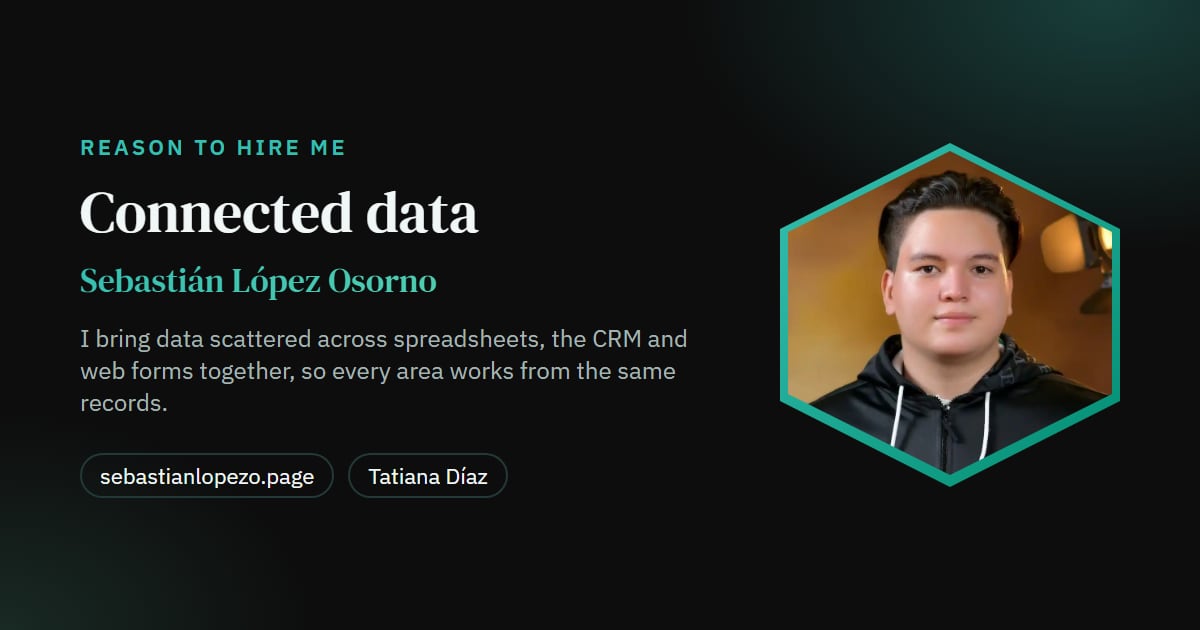 REASON TO HIRE ME
Connected data
Sebastián López Osorno
I bring data scattered across spreadsheets, the CRM and
web forms together, so every area works from the same
records.
sebastianlopezo.page
Tatiana Díaz